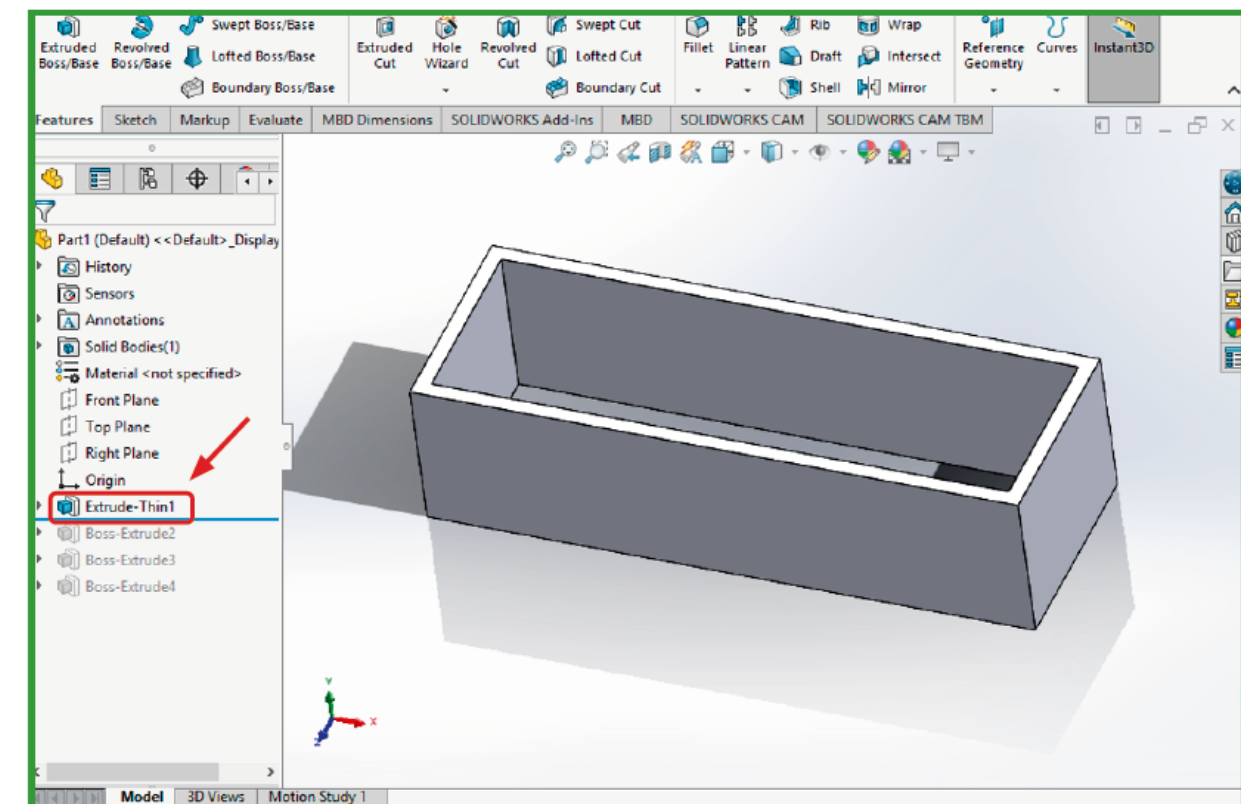 Extruded Boss/Base
Revolved Boss/Base
Swept Boss/Base
Lofted Boss/Base
Boundary Boss/Base
Extruded Cut
Hole Wizard
Revolved Cut
Swept Cut
Lofted Cut
Boundary Cut
Fillet
Linear Pattern
Rib
Draft
Shell
Wrap
Intersect
Mirror
Reference Geometry
Curves
Instant3D
Features Sketch Markup Evaluate MBD Dimensions SOLIDWORKS Add-Ins MBD SOLIDWORKS CAM SOLIDWORKS CAM TBM
Part1 (Default) <<Default>_Display
History
Sensors
A Annotations
Solid Bodies(1)
Material <not specified>
Front Plane
Top Plane
Right Plane
Origin
Extrude-Thin1
Boss-Extrude2
Boss-Extrude3
Boss-Extrude4
Y
X
Z
Model 3D Views Motion Study 1